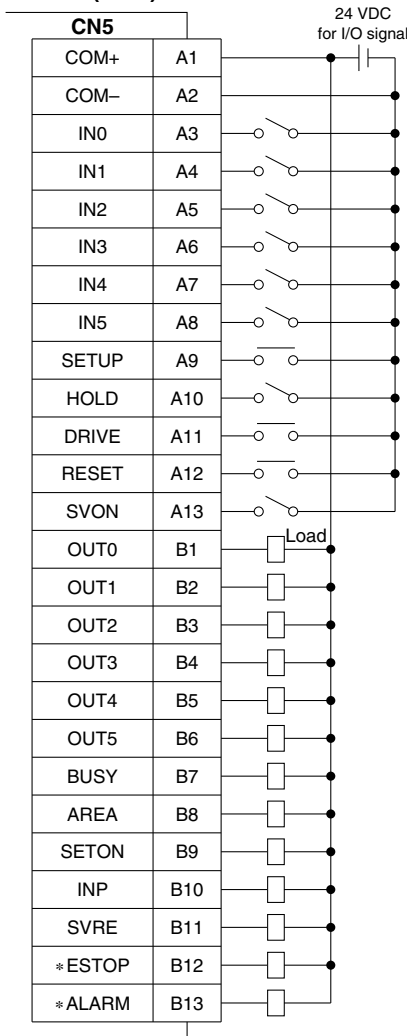 24 VDC
for I/O signal
CN5
COM+ A1
COM– A2
IN0 A3
IN1 A4
IN2 A5
IN3 A6
IN4 A7
IN5 A8
SETUP A9
HOLD A10
DRIVE A11
RESET A12
SVON A13
Load
OUT0 B1
OUT1 B2
OUT2 B3
OUT3 B4
OUT4 B5
OUT5 B6
BUSY B7
AREA B8
SETON B9
INP B10
SVRE B11
∗ESTOP B12
∗ALARM B13